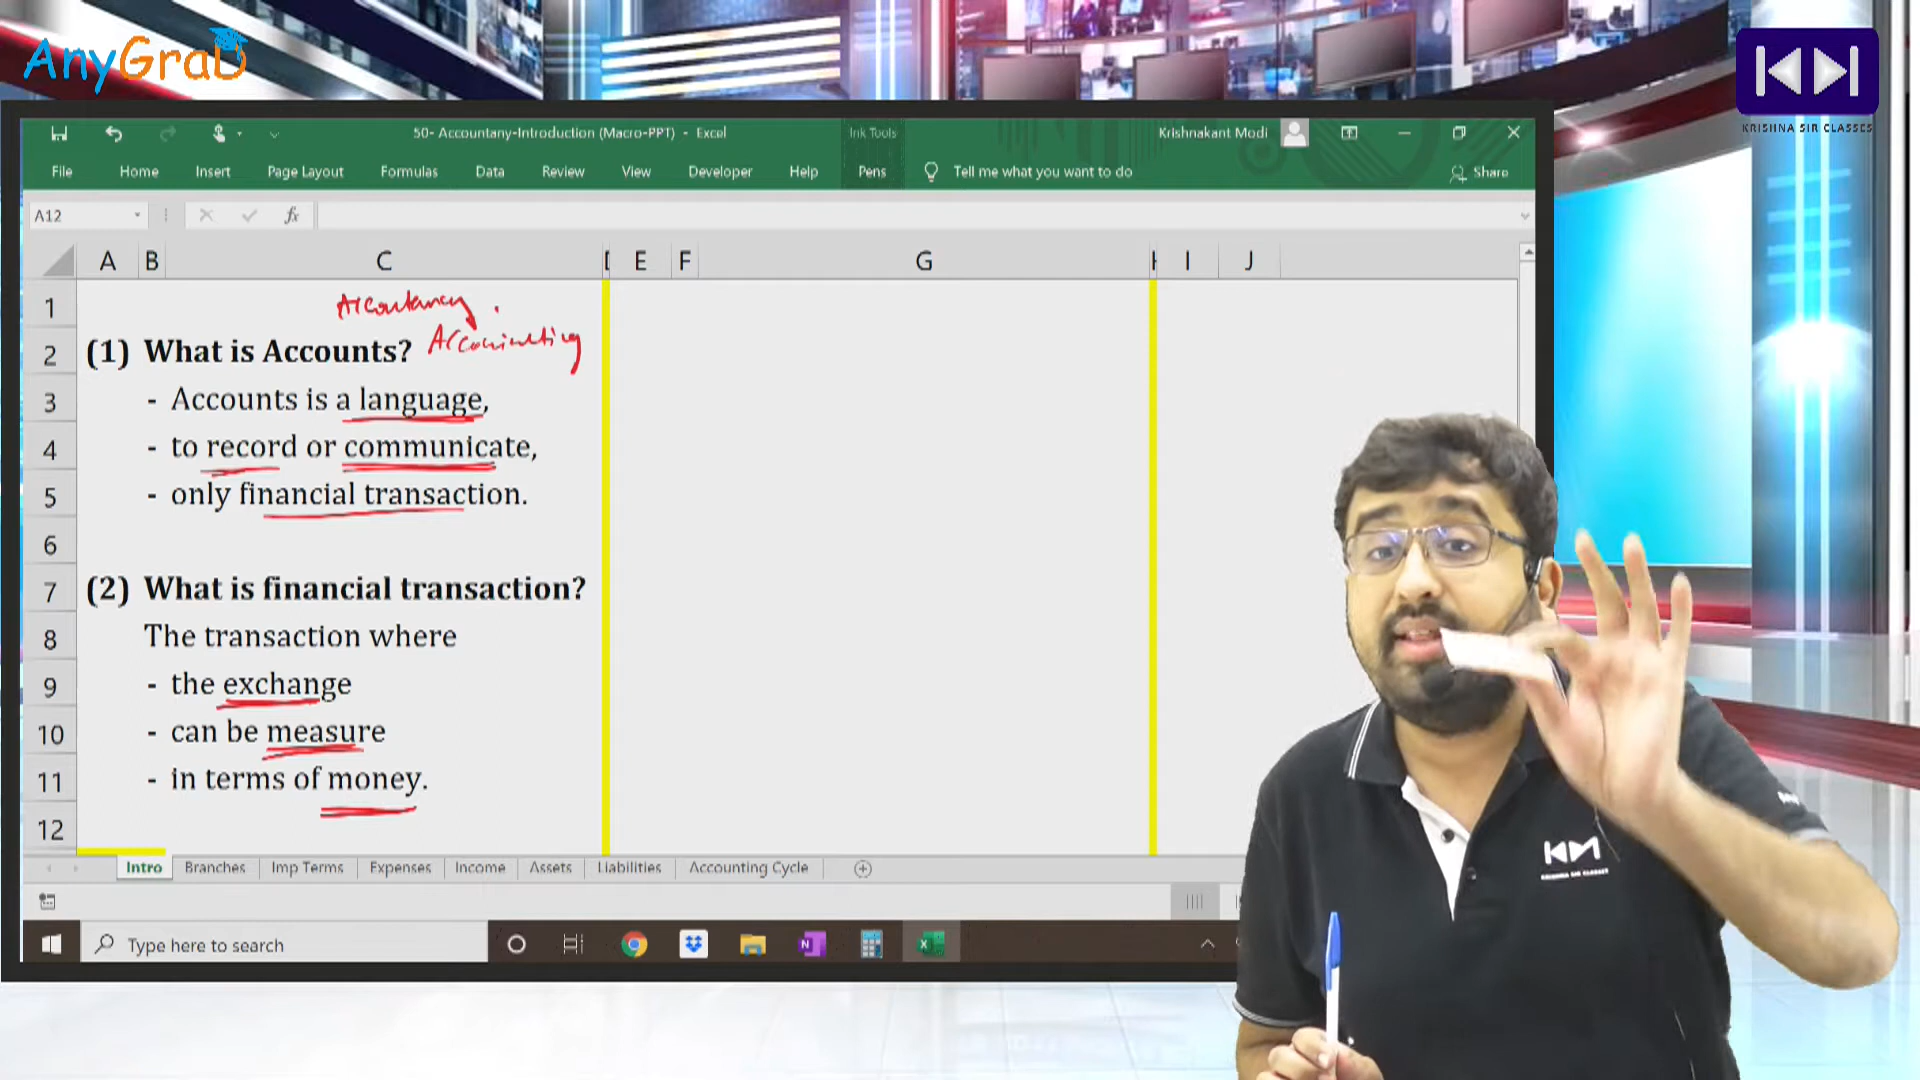 AnyGraD
KRISHNA SIR CLASSES
50- Accountany-Introduction (Macro-PPT) - Excel
Ink Tools
Krishnakant Modi
File
Home
Insert
Page Layout
Formulas
Data
Review
View
Developer
Help
Pens
Tell me what you want to do
Share
A12
fx
A B C E F G I J
1 Accountancy
2 (1) What is Accounts? Accounting
3 - Accounts is a language,
4 - to record or communicate,
5 - only financial transaction.
6
7 (2) What is financial transaction?
8 The transaction where
9 - the exchange
10 - can be measure
11 - in terms of money.
12
Intro
Branches
Imp Terms
Expenses
Income
Assets
Liabilities
Accounting Cycle
Type here to search
KRISHNA SIR CLASSES